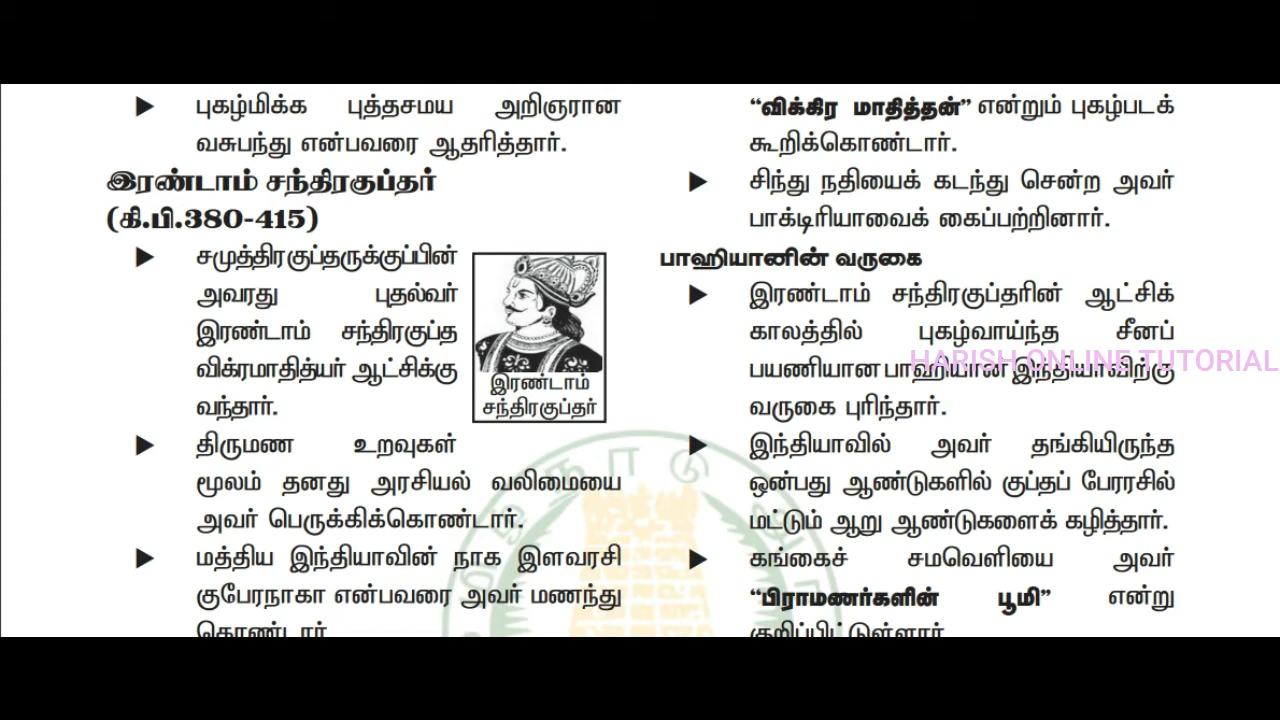 ▶ புகழ்மிக்க புத்தசமய அறிஞரான
வசுபந்து என்பவரை ஆதரித்தார்.
இரண்டாம் சந்திரகுப்தர்
(கி.பி.380-415)
▶ சமுத்திரகுப்தருக்குப்பின்
அவரது புதல்வர்
இரண்டாம் சந்திரகுப்த
விக்ரமாதித்யர் ஆட்சிக்கு
வந்தார்.
இரண்டாம்
சந்திரகுப்தர்
▶ திருமண உறவுகள்
மூலம் தனது அரசியல் வலிமையை
அவர் பெருக்கிக்கொண்டார்.
▶ மத்திய இந்தியாவின் நாக இளவரசி
குபேரநாகா என்பவரை அவர் மணந்து
கொண்டார்
“விக்கிர மாதித்தன்” என்றும் புகழ்படக்
கூறிக்கொண்டார்.
▶ சிந்து நதியைக் கடந்து சென்ற அவர்
பாக்டிரியாவைக் கைப்பற்றினார்.
பாஹியானின் வருகை
▶ இரண்டாம் சந்திரகுப்தரின் ஆட்சிக்
காலத்தில் புகழ்வாய்ந்த சீனப்
பயணியான பாஹியான் இந்தியாவிற்கு
வருகை புரிந்தார்.
▶ இந்தியாவில் அவர் தங்கியிருந்த
ஒன்பது ஆண்டுகளில் குப்தப் பேரரசில்
மட்டும் ஆறு ஆண்டுகளைக் கழித்தார்.
▶ கங்கைச் சமவெளியை அவர்
“பிராமணர்களின் பூமி” என்று
குறிப்பிட்டுள்ளார்
HARISH ONLINE TUTORIAL